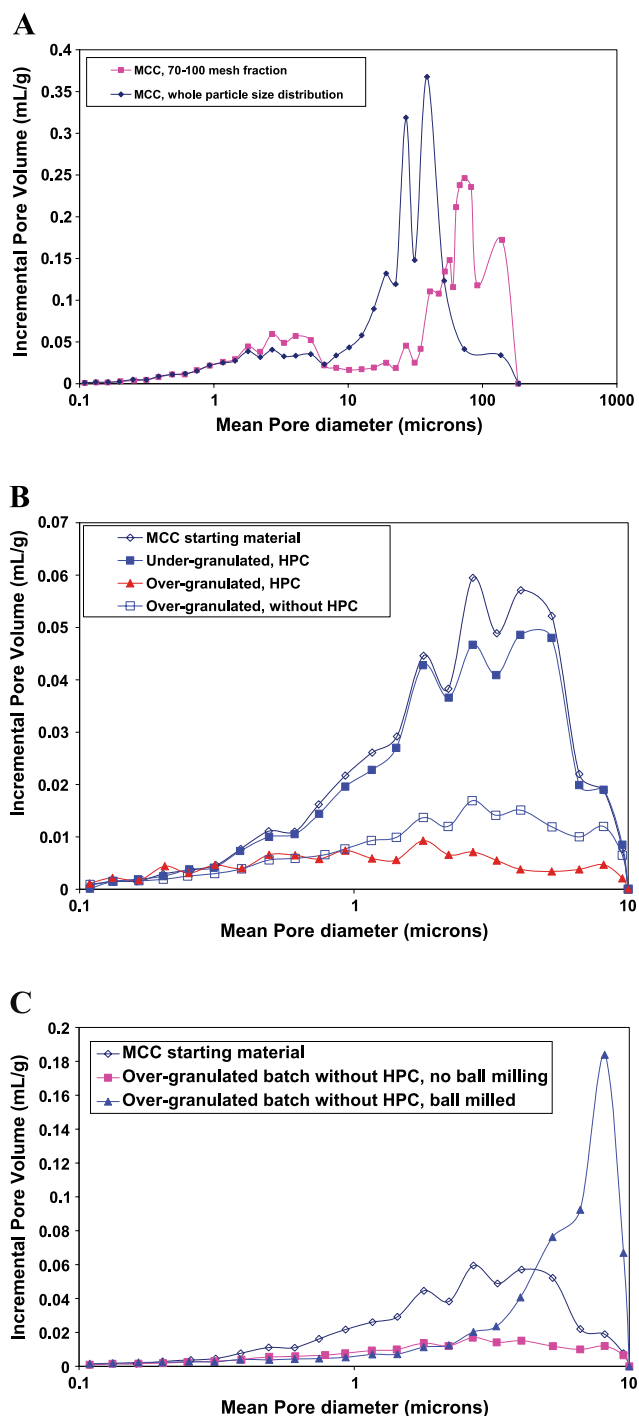 A
MCC, 70-100 mesh fraction
MCC, whole particle size distribution
Incremental Pore Volume (mL/g)
0.4
0.35
0.3
0.25
0.2
0.15
0.1
0.05
0
0.1
1
10
100
1000
Mean Pore diameter (microns)
B
MCC starting material
Under-granulated, HPC
Over-granulated, HPC
Over-granulated, without HPC
Incremental Pore Volume (mL/g)
0.07
0.06
0.05
0.04
0.03
0.02
0.01
0
0.1
1
10
Mean Pore diameter (microns)
C
MCC starting material
Over-granulated batch without HPC, no ball milling
Over-granulated batch without HPC, ball milled
Incremental Pore Volume (mL/g)
0.2
0.18
0.16
0.14
0.12
0.1
0.08
0.06
0.04
0.02
0
0.1
1
10
Mean Pore diameter (microns)